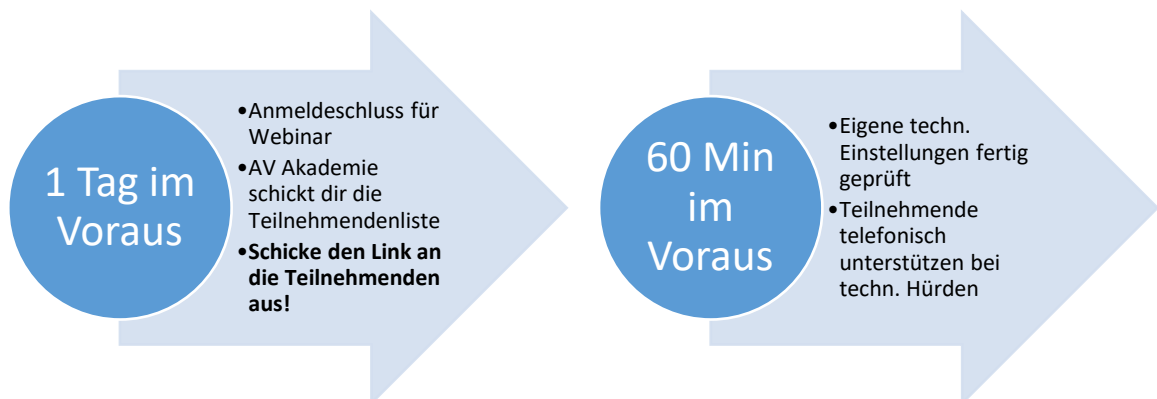 1 Tag im
Voraus
•Anmeldeschluss für
Webinar
•AV Akademie
schickt dir die
Teilnehmendenliste
•Schicke den Link an
die Teilnehmenden
aus!
60 Min
im
Voraus
•Eigene techn.
Einstellungen fertig
geprüft
•Teilnehmende
telefonisch
unterstützen bei
techn. Hürden